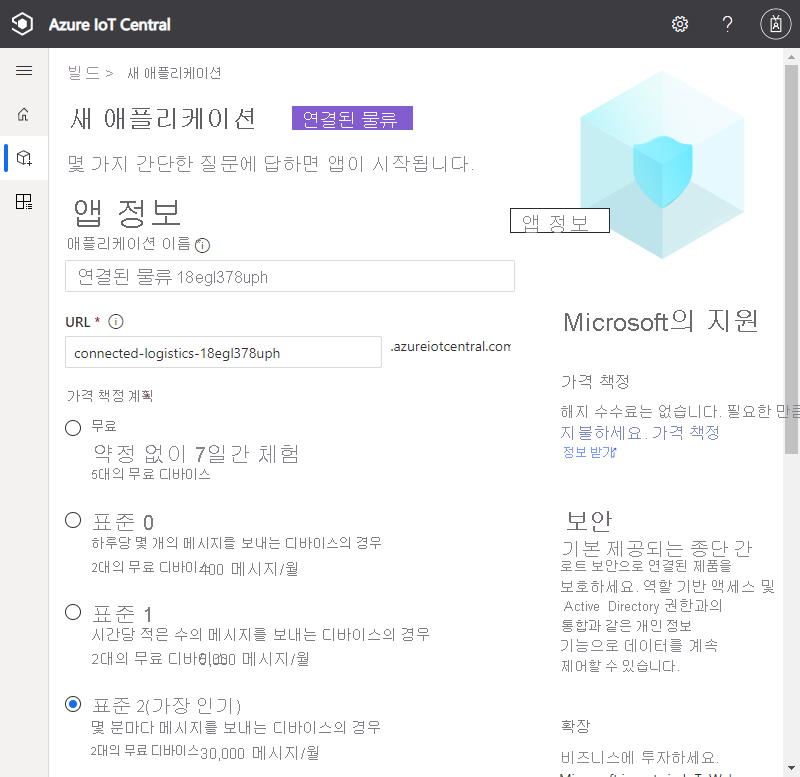 Azure IoT Central
빌드 > 새 애플리케이션
새 애플리케이션 연결된 물류
몇 가지 간단한 질문에 답하면 앱이 시작됩니다.
앱 정보
앱 정보
애플리케이션 이름
연결된 물류 18egl378uph
URL *
connected-logistics-18egl378uph .azureiotcentral.com
가격 책정 계획
무료
약정 없이 7일간 체험
5대의 무료 디바이스
표준 0
하루당 몇 개의 메시지를 보내는 디바이스의 경우
2대의 무료 디바이스 400 메시지/월
표준 1
시간당 적은 수의 메시지를 보내는 디바이스의 경우
2대의 무료 디바이스 메시지/월
표준 2(가장 인기)
몇 분마다 메시지를 보내는 디바이스의 경우
2대의 무료 디바이스 30,000 메시지/월
Microsoft의 지원
가격 책정
해지 수수료는 없습니다. 필요한 만큼
지불하세요. 가격 책정
정보 받기
보안
기본 제공되는 종단 간
로트 보안으로 연결된 제품을
보호하세요. 역할 기반 액세스 및
Active Directory 권한과의
통합과 같은 개인 정보
기능으로 데이터를 계속
제어할 수 있습니다.
확장
비즈니스에 투자하세요.